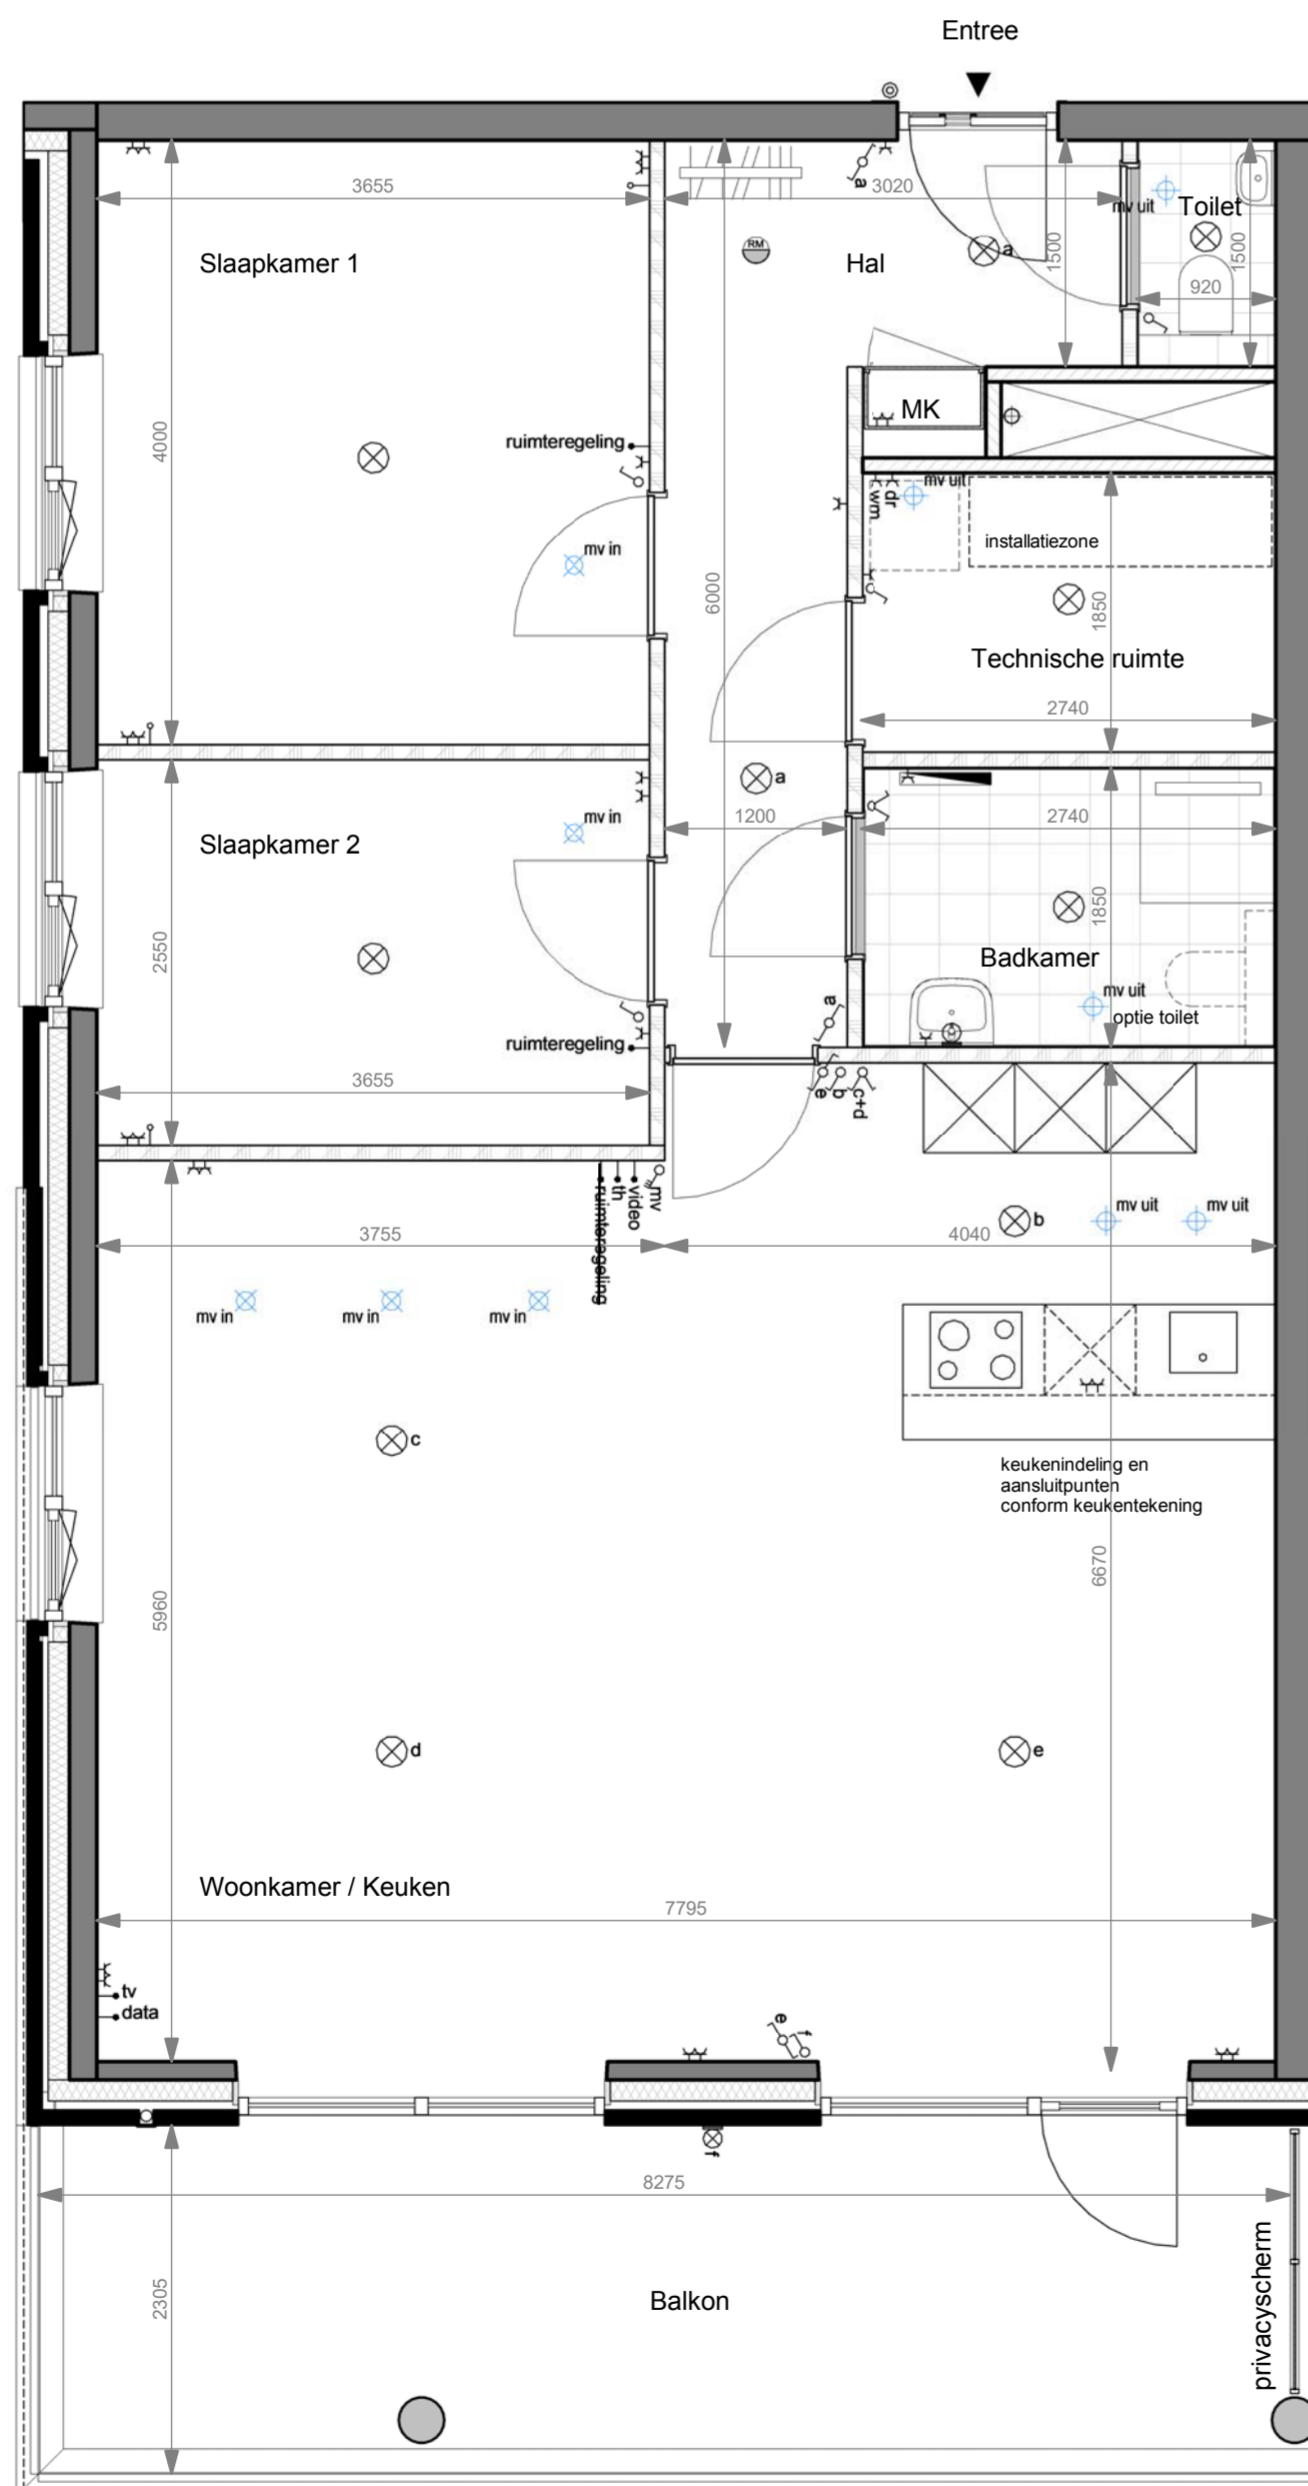 Entree
3655
3020
a
mv uit
Toilet
Slaapkamer 1
RM
Hal
a
1500
1500
920
4000
MK
ruimteregeling
wm
dr
mv uit
installatiezone
mv in
6000
1850
Technische ruimte
2740
a
1200
2740
mv in
Slaapkamer 2
1850
2550
Badkamer
mv uit
optie toilet
a
ruimteregeling
3655
e
b
c+d
ruimteregeling
th
video
mv
b
mv uit
mv uit
3755
4040
mv in
mv in
mv in
c
keukenindeling en
aansluitpunten
conform keukentekening
5960
6670
d
e
Woonkamer / Keuken
7795
tv
data
e
f
f
8275
2305
Balkon
privacyscherm